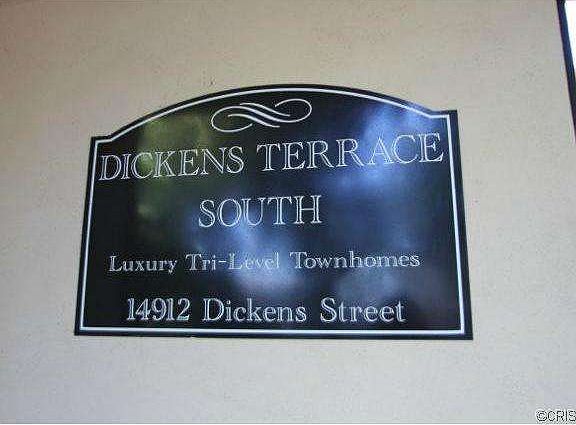 DICKENS TERRACE
SOUTH
Luxury Tri-Level Townhomes
14912 Dickens Street
©CRIS